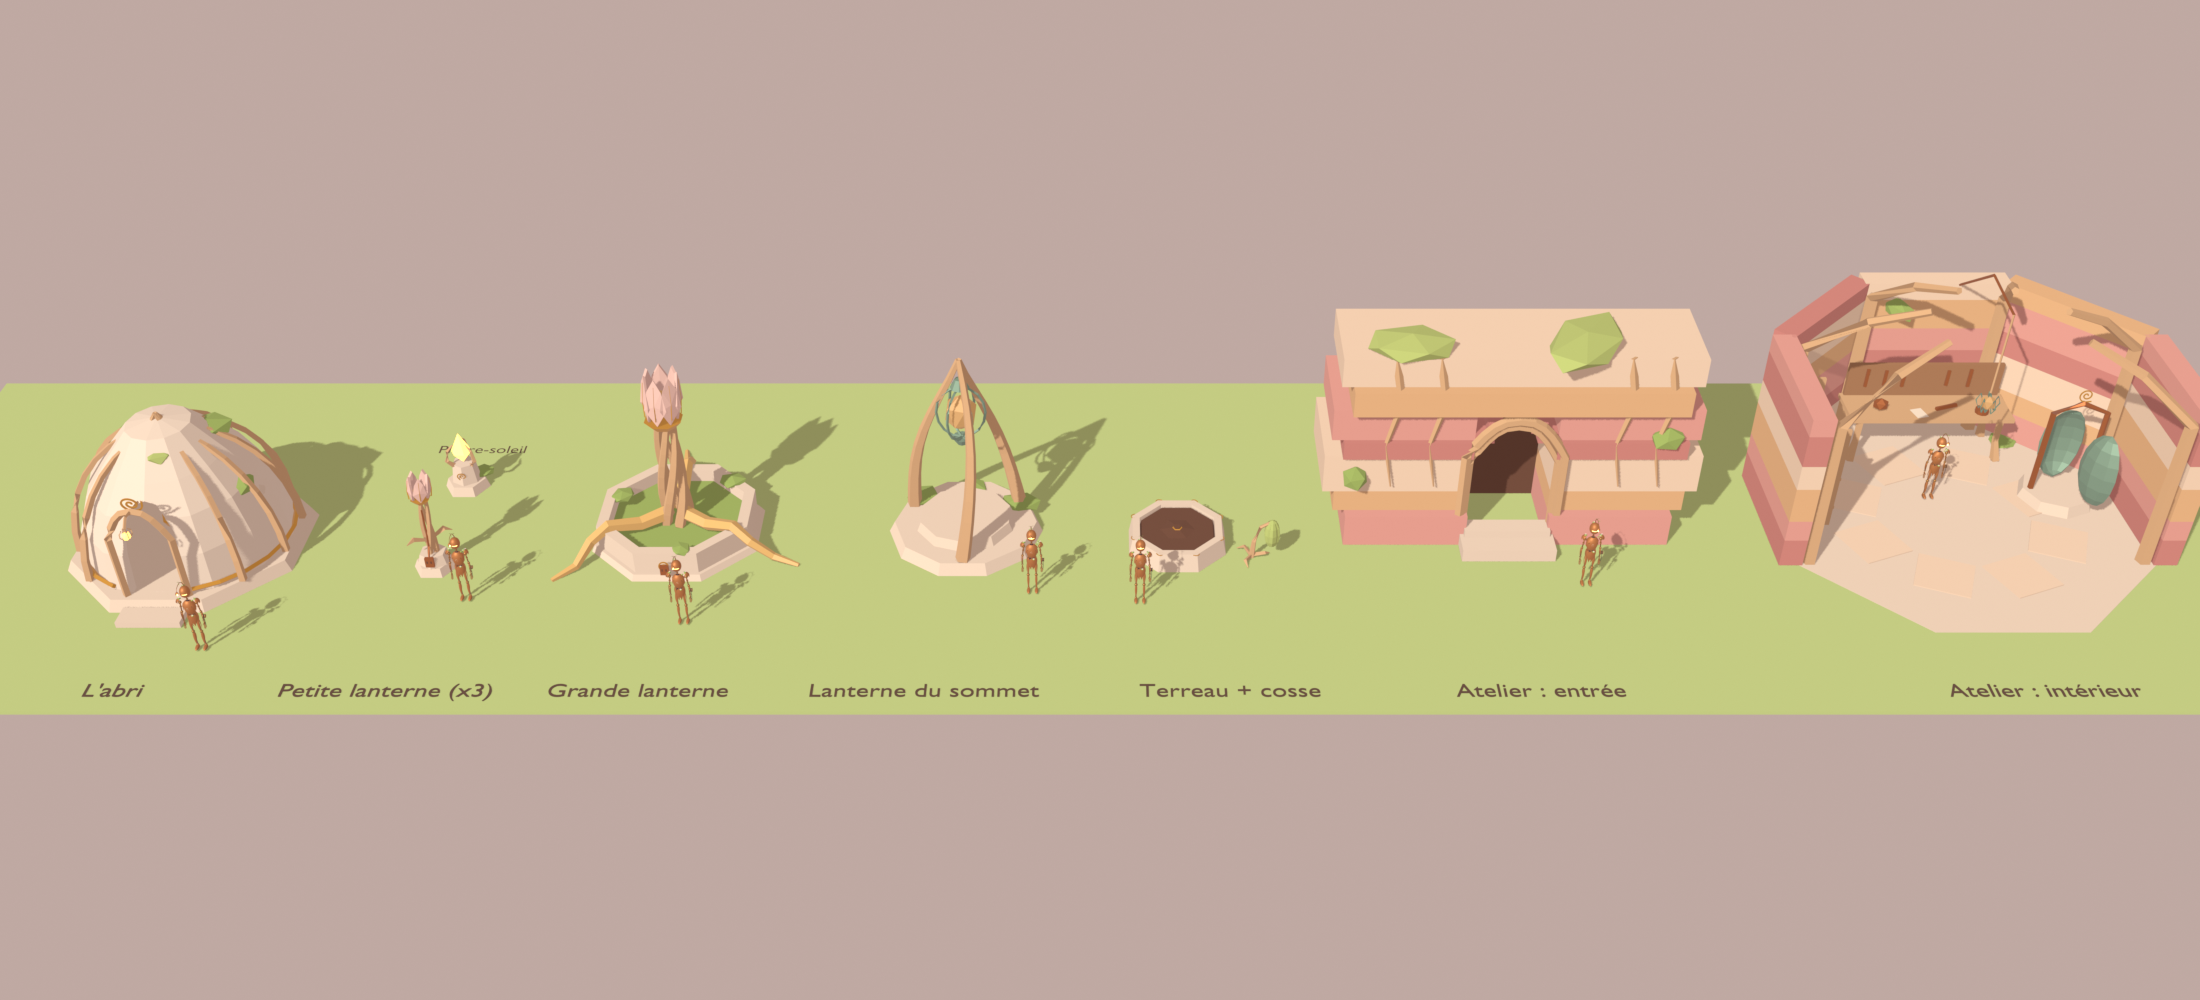 L'abri
Petite lanterne (x3)
Grande lanterne
Lanterne du sommet
Terreau + cosse
Atelier : entrée
Atelier : intérieur